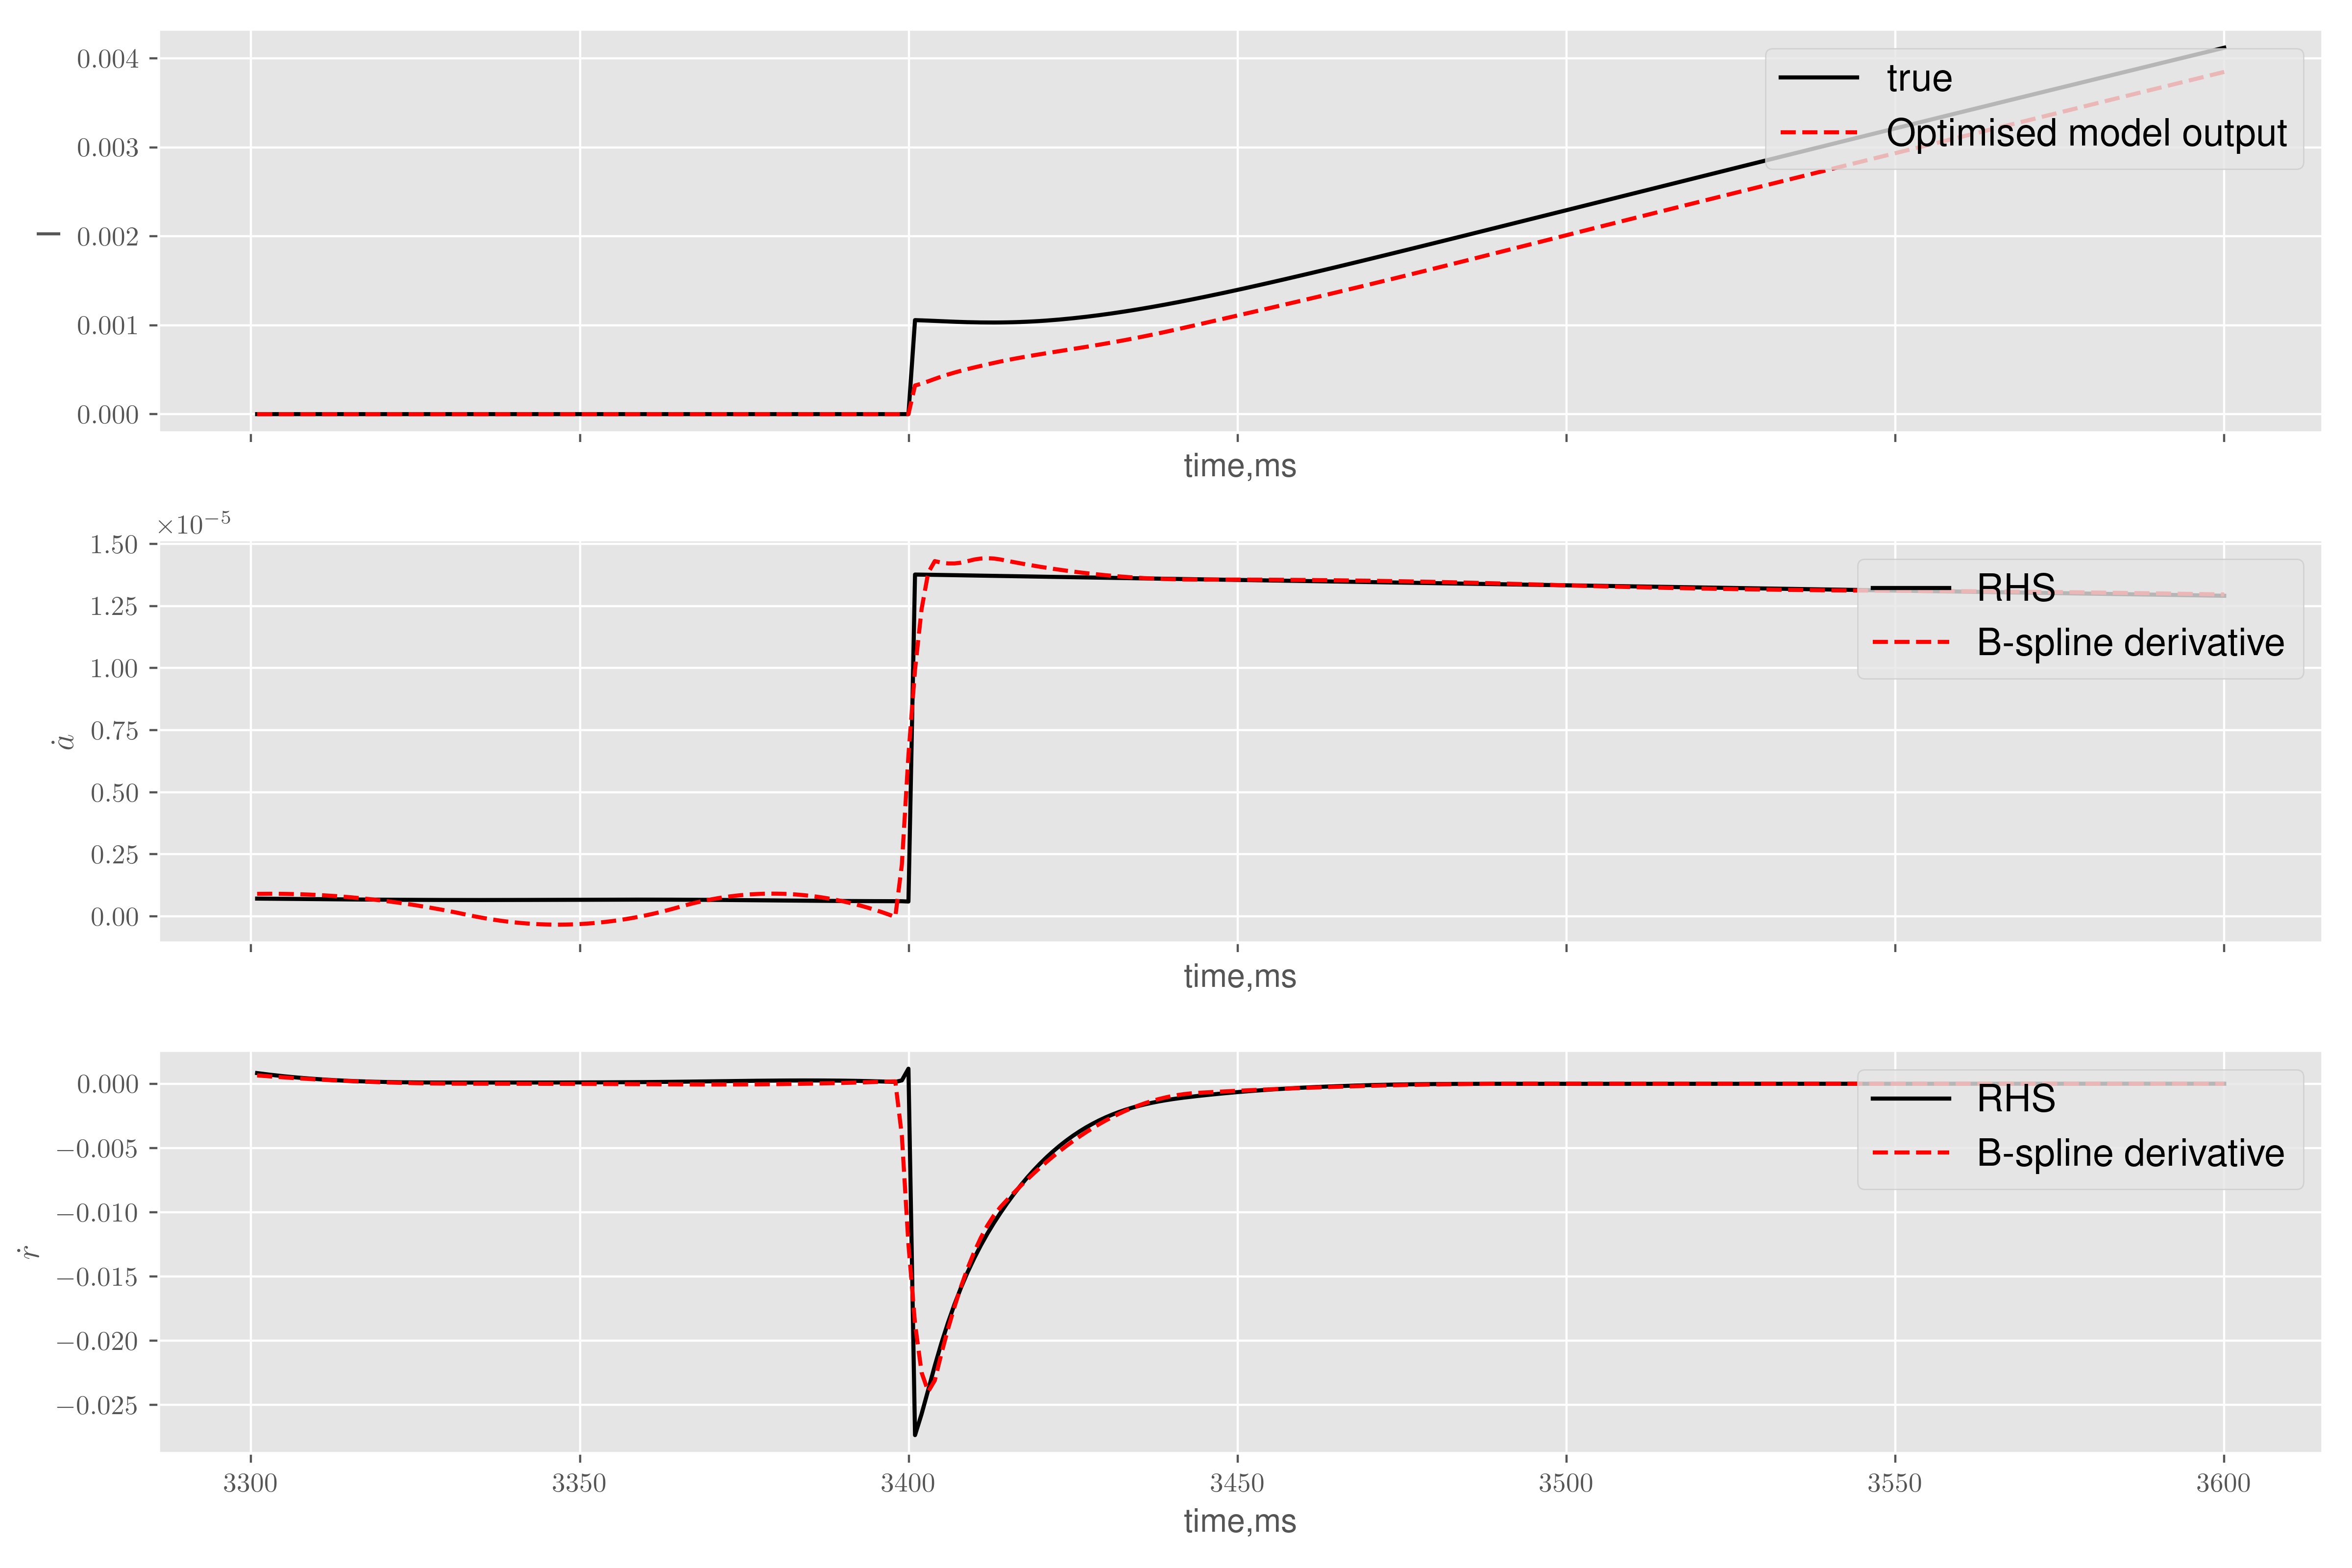 0.004
0.003
0.002
0.001
0.000
I
true
Optimised model output
time,ms
×10⁻⁵
1.50
1.25
1.00
0.75
0.50
0.25
0.00
ȧ
RHS
B-spline derivative
time,ms
0.000
−0.005
−0.010
−0.015
−0.020
−0.025
ṙ
RHS
B-spline derivative
3300 3350 3400 3450 3500 3550 3600
time,ms